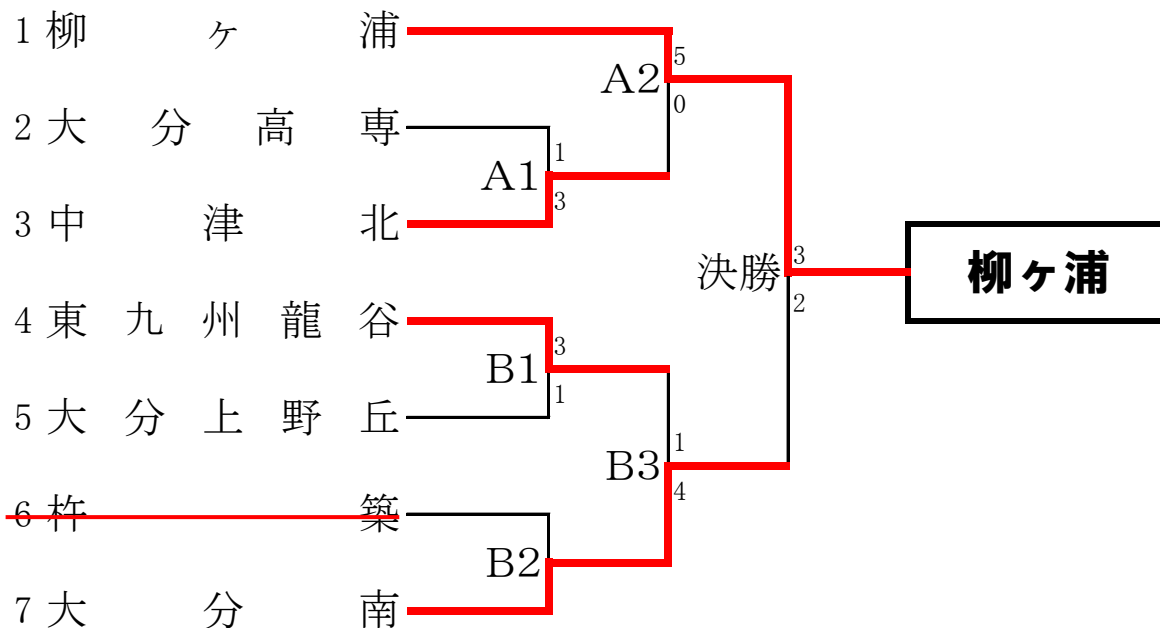 1 柳ヶ浦
5
A2
0
2 大分高専
1
A1
3
3 中津北
決勝
3
2
柳ヶ浦
4 東九州龍谷
3
B1
1
5 大分上野丘
1
B3
4
6 杵築
B2
7 大分南